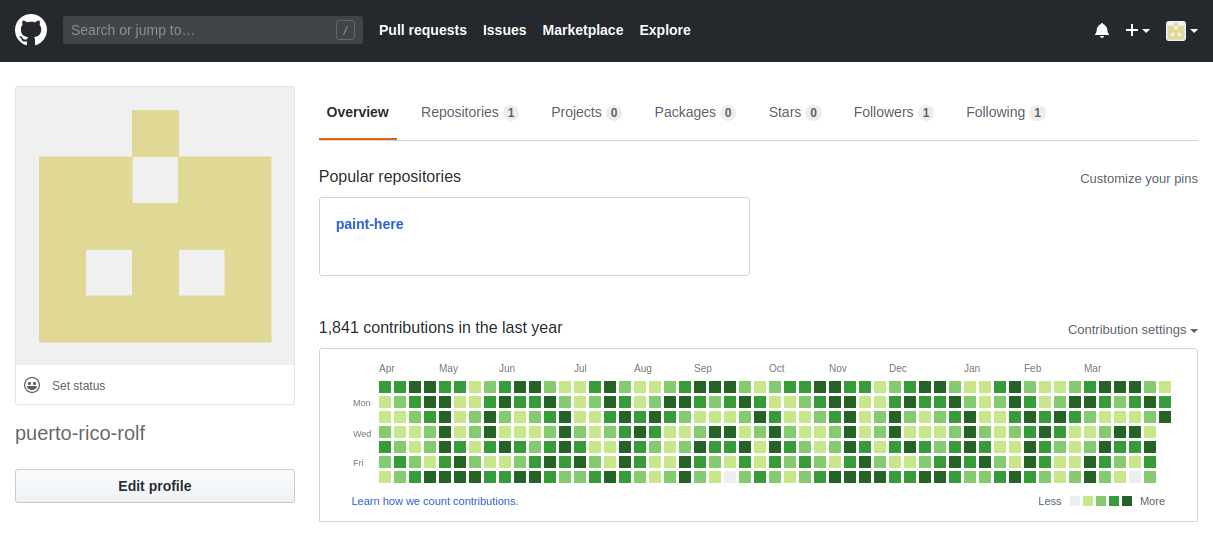 Search or jump to…
/
Pull requests Issues Marketplace Explore
Overview Repositories 1 Projects 0 Packages 0 Stars 0 Followers 1 Following 1
Popular repositories
Customize your pins
paint-here
1,841 contributions in the last year
Contribution settings
Apr May Jun Jul Aug Sep Oct Nov Dec Jan Feb Mar
Mon
Wed
Fri
Learn how we count contributions.
Less More
Set status
puerto-rico-rolf
Edit profile